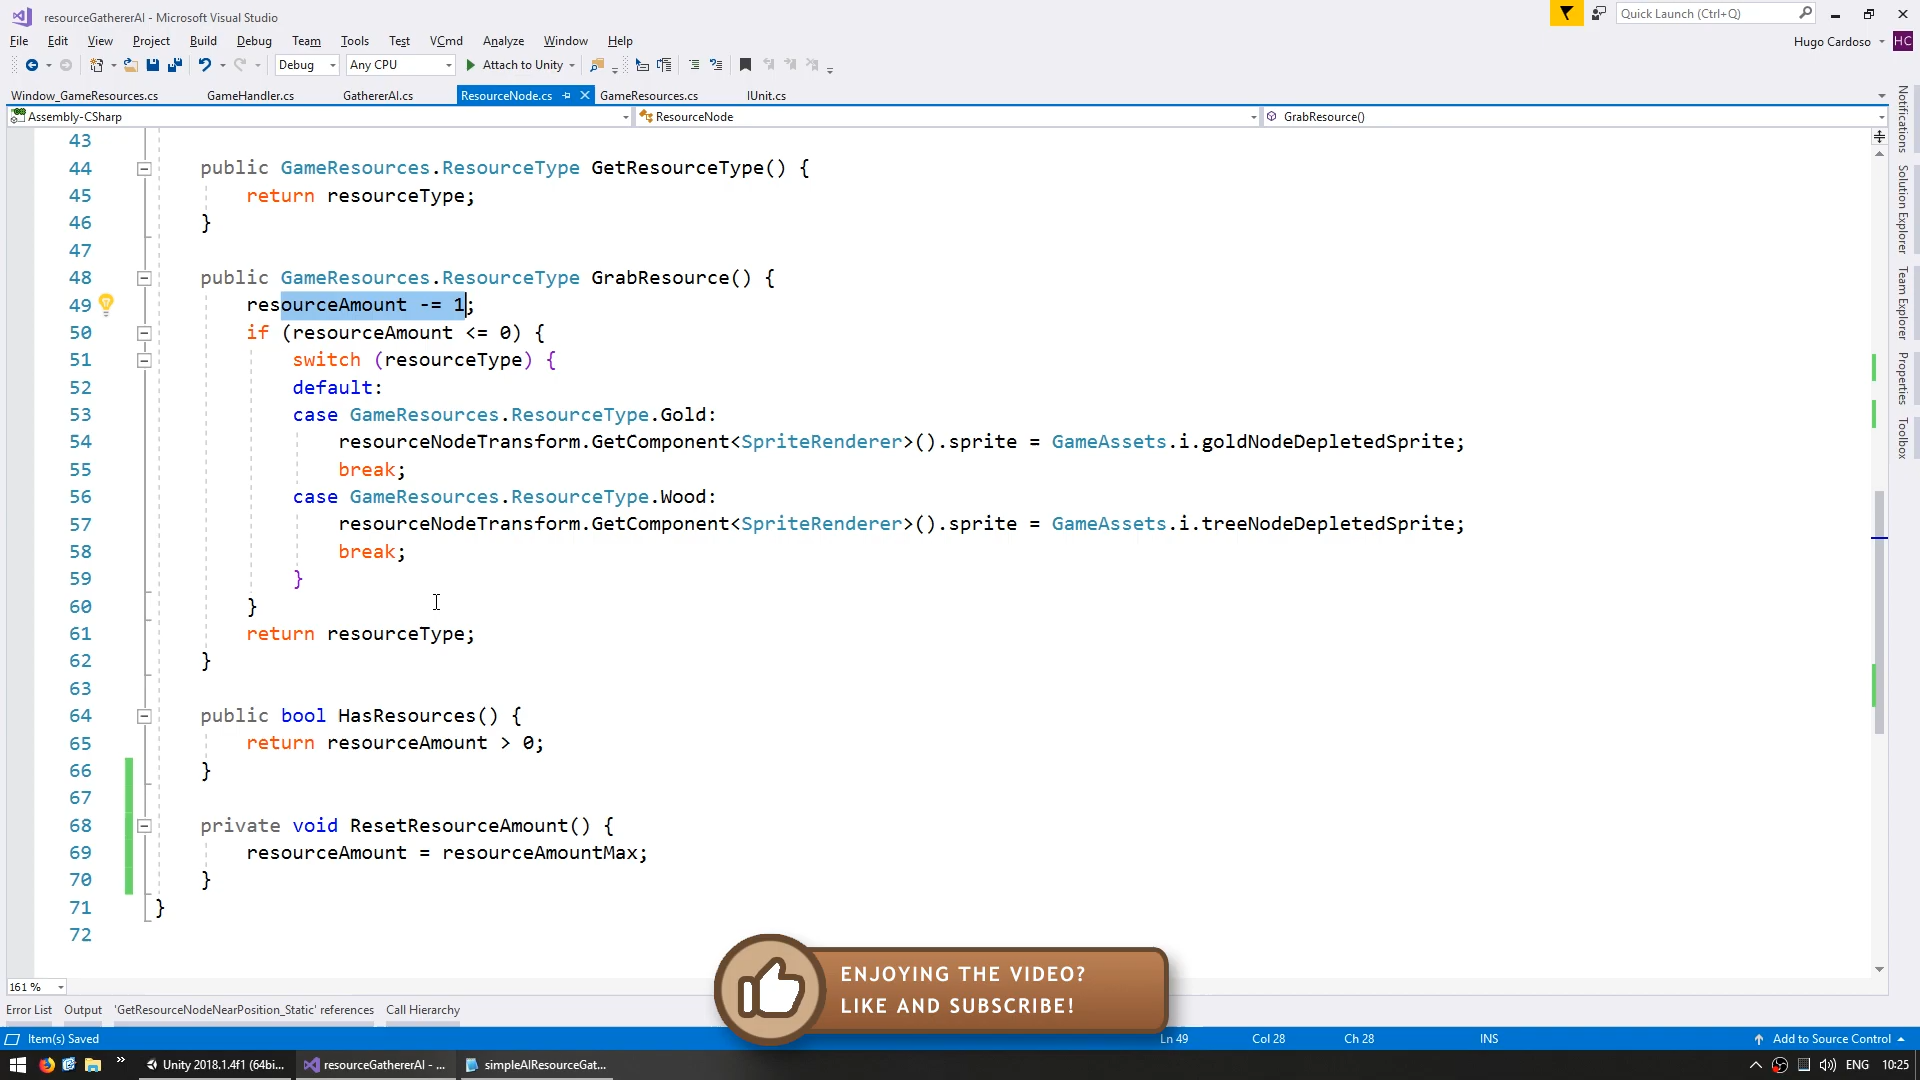 resourceGathererAI - Microsoft Visual Studio
Quick Launch (Ctrl+Q)
File Edit View Project Build Debug Team Tools Test VCmd Analyze Window Help
Hugo Cardoso HC
Debug Any CPU Attach to Unity
Window_GameResources.cs GameHandler.cs GathererAI.cs ResourceNode.cs GameResources.cs IUnit.cs
Assembly-CSharp ResourceNode GrabResource()
43
44 public GameResources.ResourceType GetResourceType() {
45 return resourceType;
46 }
47
48 public GameResources.ResourceType GrabResource() {
49 resourceAmount -= 1;
50 if (resourceAmount <= 0) {
51 switch (resourceType) {
52 default:
53 case GameResources.ResourceType.Gold:
54 resourceNodeTransform.GetComponent<SpriteRenderer>().sprite = GameAssets.i.goldNodeDepletedSprite;
55 break;
56 case GameResources.ResourceType.Wood:
57 resourceNodeTransform.GetComponent<SpriteRenderer>().sprite = GameAssets.i.treeNodeDepletedSprite;
58 break;
59 }
60 }
61 return resourceType;
62 }
63
64 public bool HasResources() {
65 return resourceAmount > 0;
66 }
67
68 private void ResetResourceAmount() {
69 resourceAmount = resourceAmountMax;
70 }
71 }
72
Notifications
Solution Explorer
Team Explorer
Properties
Toolbox
ENJOYING THE VIDEO?
LIKE AND SUBSCRIBE!
161 %
Error List Output 'GetResourceNodeNearPosition_Static' references Call Hierarchy
Item(s) Saved Ln 49 Col 28 Ch 28 INS Add to Source Control
Unity 2018.1.4f1 (64bi... resourceGathererAI - ... simpleAIResourceGat... ENG 10:25